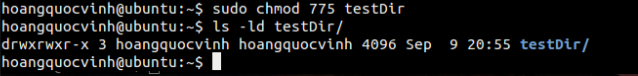 hoangquocvinh@ubuntu:~$ sudo chmod 775 testDir
hoangquocvinh@ubuntu:~$ ls -ld testDir/
drwxrwxr-x 3 hoangquocvinh hoangquocvinh 4096 Sep  9 20:55 testDir/
hoangquocvinh@ubuntu:~$